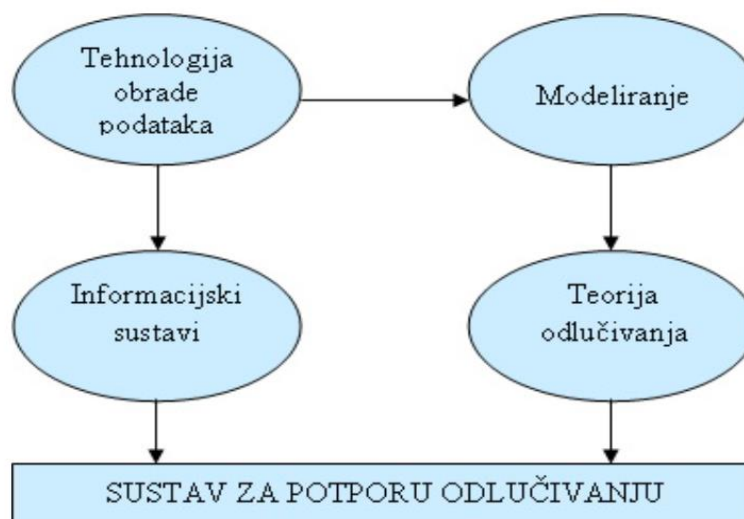 Tehnologija
obrade
podataka
Modeliranje
Informacijski
sustavi
Teorija
odlučivanja
SUSTAV ZA POTPORU ODLUČIVANJU